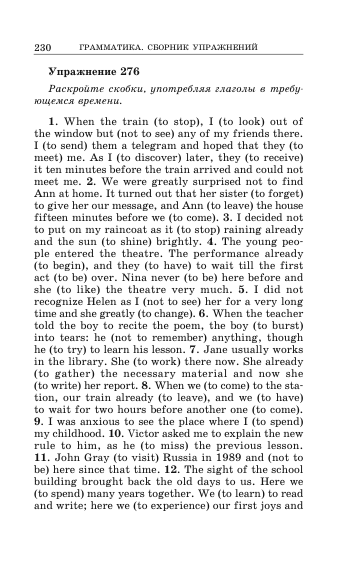 230 ГРАММАТИКА. СБОРНИК УПРАЖНЕНИЙ
Упражнение 276
Раскройте скобки, употребляя глаголы в требу-
ющемся времени.
1. When the train (to stop), I (to look) out of
the window but (not to see) any of my friends there.
I (to send) them a telegram and hoped that they (to
meet) me. As I (to discover) later, they (to receive)
it ten minutes before the train arrived and could not
meet me. 2. We were greatly surprised not to find
Ann at home. It turned out that her sister (to forget)
to give her our message, and Ann (to leave) the house
fifteen minutes before we (to come). 3. I decided not
to put on my raincoat as it (to stop) raining already
and the sun (to shine) brightly. 4. The young peo-
ple entered the theatre. The performance already
(to begin), and they (to have) to wait till the first
act (to be) over. Nina never (to be) here before and
she (to like) the theatre very much. 5. I did not
recognize Helen as I (not to see) her for a very long
time and she greatly (to change). 6. When the teacher
told the boy to recite the poem, the boy (to burst)
into tears: he (not to remember) anything, though
he (to try) to learn his lesson. 7. Jane usually works
in the library. She (to work) there now. She already
(to gather) the necessary material and now she
(to write) her report. 8. When we (to come) to the sta-
tion, our train already (to leave), and we (to have)
to wait for two hours before another one (to come).
9. I was anxious to see the place where I (to spend)
my childhood. 10. Victor asked me to explain the new
rule to him, as he (to miss) the previous lesson.
11. John Gray (to visit) Russia in 1989 and (not to
be) here since that time. 12. The sight of the school
building brought back the old days to us. Here we
(to spend) many years together. We (to learn) to read
and write; here we (to experience) our first joys and